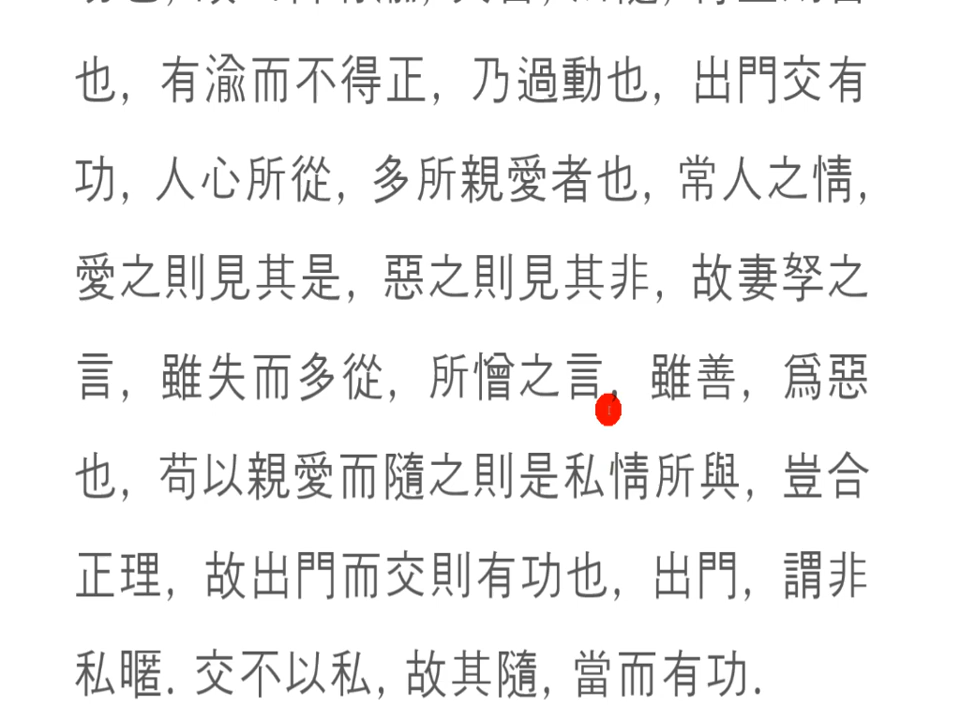 也, 有渝而不得正, 乃過動也, 出門交有
功, 人心所從, 多所親愛者也, 常人之情,
愛之則見其是, 惡之則見其非, 故妻孥之
言, 雖失而多從, 所憎之言, 雖善, 爲惡
也, 苟以親愛而隨之則是私情所與, 豈合
正理, 故出門而交則有功也, 出門, 謂非
私暱. 交不以私, 故其隨, 當而有功.